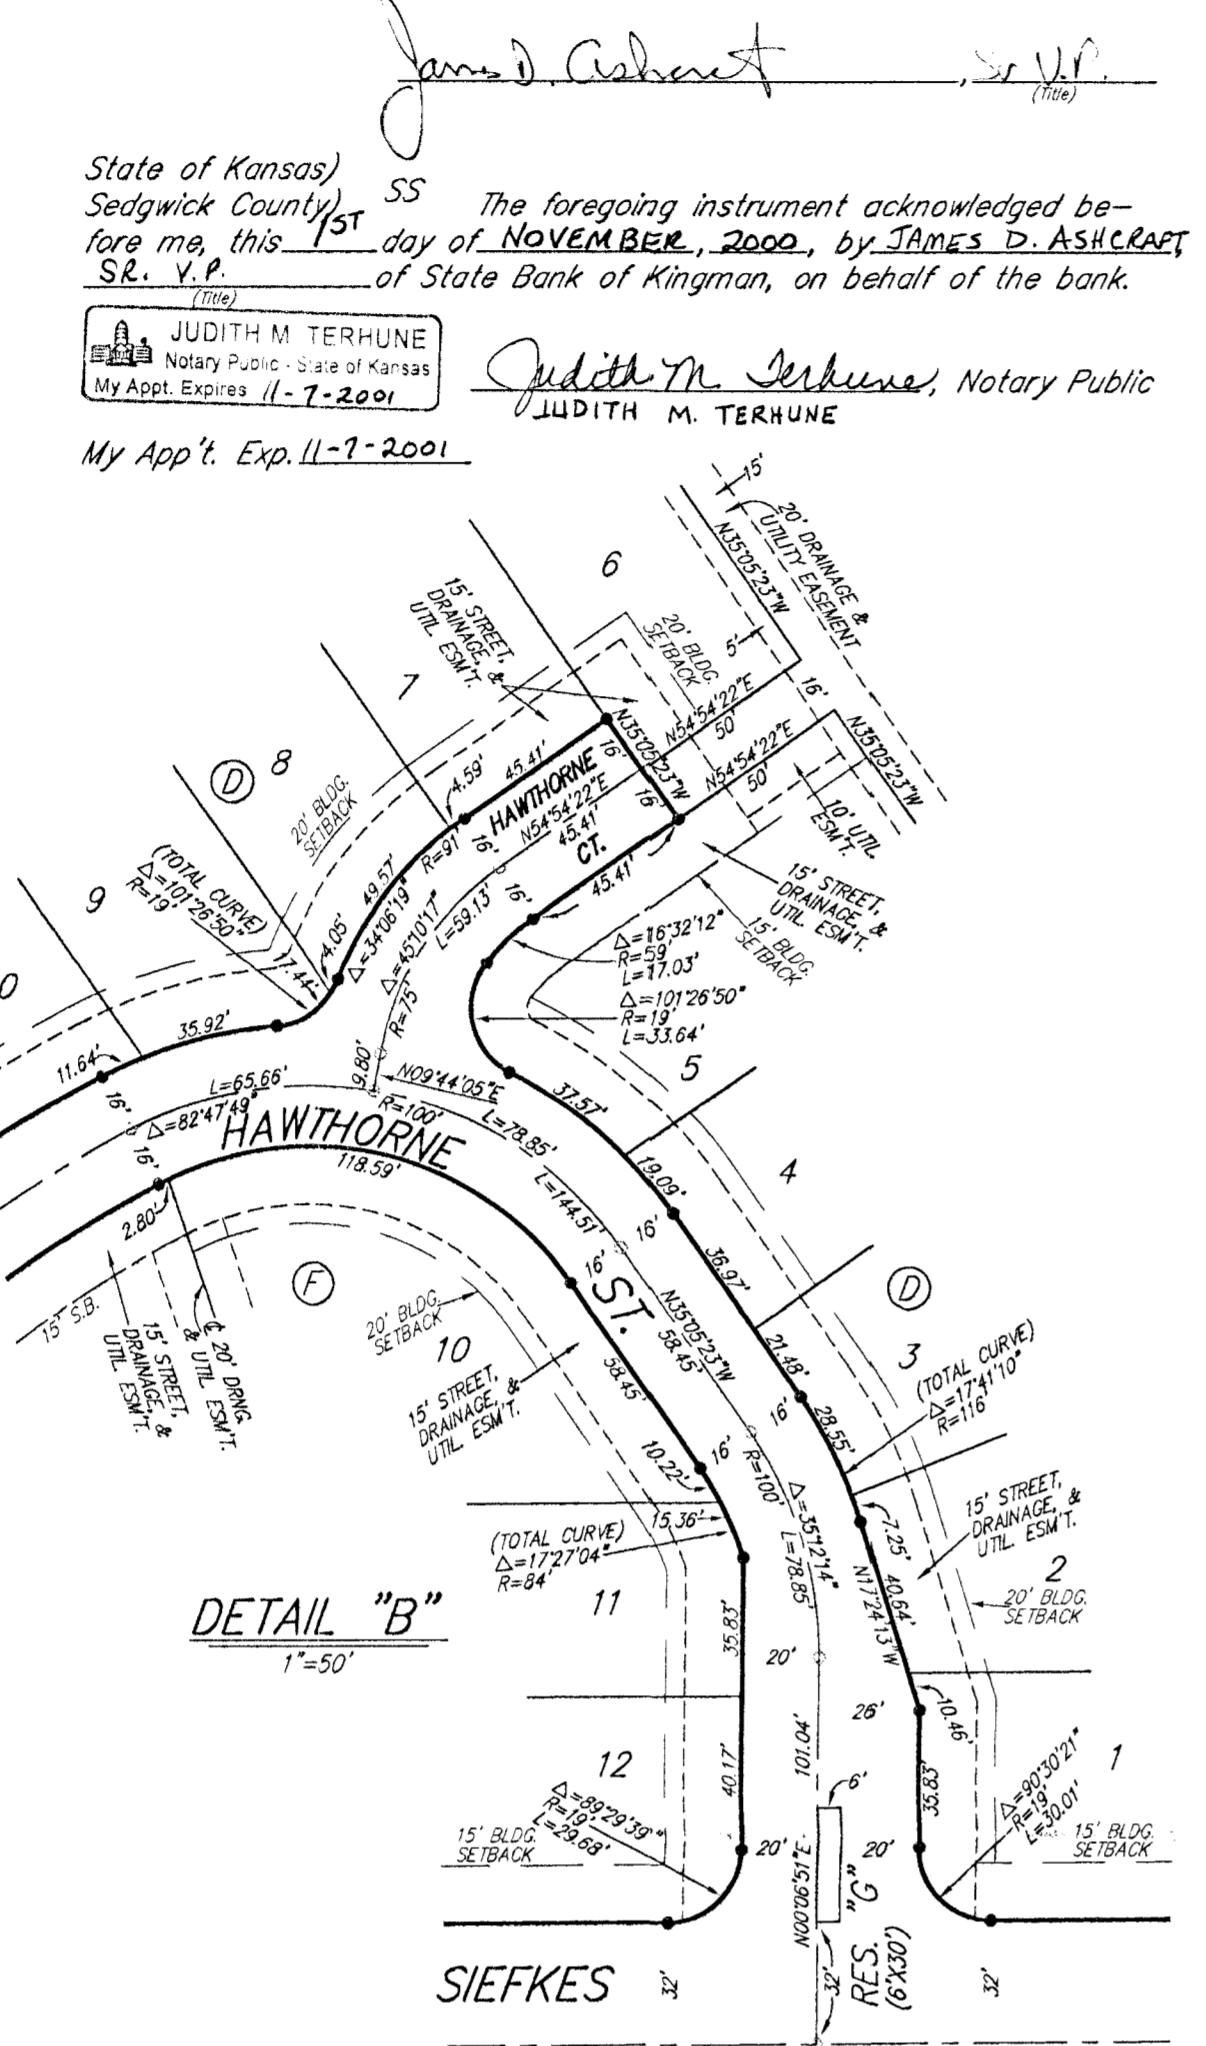 James D. Ashcraft, Sr V.P.
(Title)
State of Kansas)
SS
Sedgwick County) The foregoing instrument acknowledged be-
fore me, this 1ST day of NOVEMBER, 2000, by JAMES D. ASHCRAFT,
SR. V.P. of State Bank of Kingman, on behalf of the bank.
(Title)
JUDITH M TERHUNE
Notary Public - State of Kansas
My Appt. Expires 11-7-2001
Judith M. Terhune, Notary Public
JUDITH M. TERHUNE
My App't. Exp. 11-7-2001
15'
20' DRAINAGE &
UTILITY EASEMENT
N35°05'23"W
6
15' STREET,
DRAINAGE, &
UTIL. ESM'T.
20' BLDG.
SETBACK
5'
16'
7
N54°54'22"E
50'
N35°05'23"W
N35°05'23"W
16'
16'
N54°54'22"E
50'
D
8
4.59'
45.41'
HAWTHORNE
N54°54'22"E
45.41'
CT.
20' BLDG.
SETBACK
10' UTIL.
ESM'T.
R=91'
16'
16'
45.41'
15' STREET,
DRAINAGE, &
UTIL. ESM'T.
15' BLDG.
SETBACK
(TOTAL CURVE)
Δ=101°26'50"
R=19'
9
49.57'
Δ=34°06'19"
4.05'
17.44'
L=59.13'
Δ=45°10'17"
R=75'
Δ=16°32'12"
R=59'
L=17.03'
Δ=101°26'50"
R=19'
L=33.64'
0
35.92'
11.64'
9.80'
N09°44'05"E
5
L=65.66'
Δ=82°47'49"
R=100'
37.57'
L=78.85'
16'
16'
HAWTHORNE
118.59'
19.09'
4
L=144.51'
16'
16'
2.80'
36.97'
F
D
ST.
N35°05'23"W
58.45'
15' S.B.
15' STREET,
DRAINAGE, &
UTIL. ESM'T.
℄ 20' DRNG.
& UTIL. ESM'T.
20' BLDG.
SETBACK
10
21.48'
3
(TOTAL CURVE)
Δ=17°41'10"
R=116'
58.45'
15' STREET,
DRAINAGE, &
UTIL. ESM'T.
16'
16'
28.55'
10.22'
R=100'
15.36'
(TOTAL CURVE)
Δ=17°27'04"
R=84'
Δ=35°12'14"
L=78.85'
7.25'
15' STREET,
DRAINAGE, &
UTIL. ESM'T.
2
20' BLDG.
SETBACK
40.64'
N17°24'13"W
11
DETAIL "B"
1"=50'
35.83'
20'
26'
10.46'
101.04'
12
40.17'
6'
35.83'
1
Δ=89°29'39"
R=19'
L=29.68'
Δ=90°30'21"
R=19'
L=30.01'
15' BLDG.
SETBACK
20'
20'
15' BLDG.
SETBACK
N00°06'51"E
"G"
RES.
(6'X30')
SIEFKES
32'
32'
32'